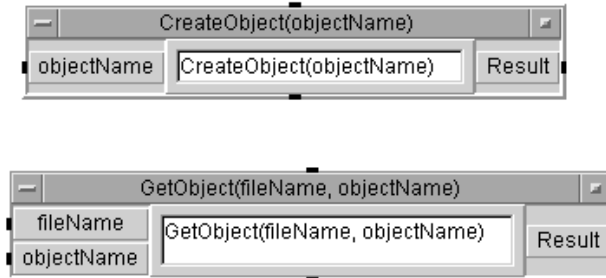 CreateObject(objectName)
objectName
CreateObject(objectName)
Result
GetObject(fileName, objectName)
fileName
objectName
GetObject(fileName, objectName)
Result